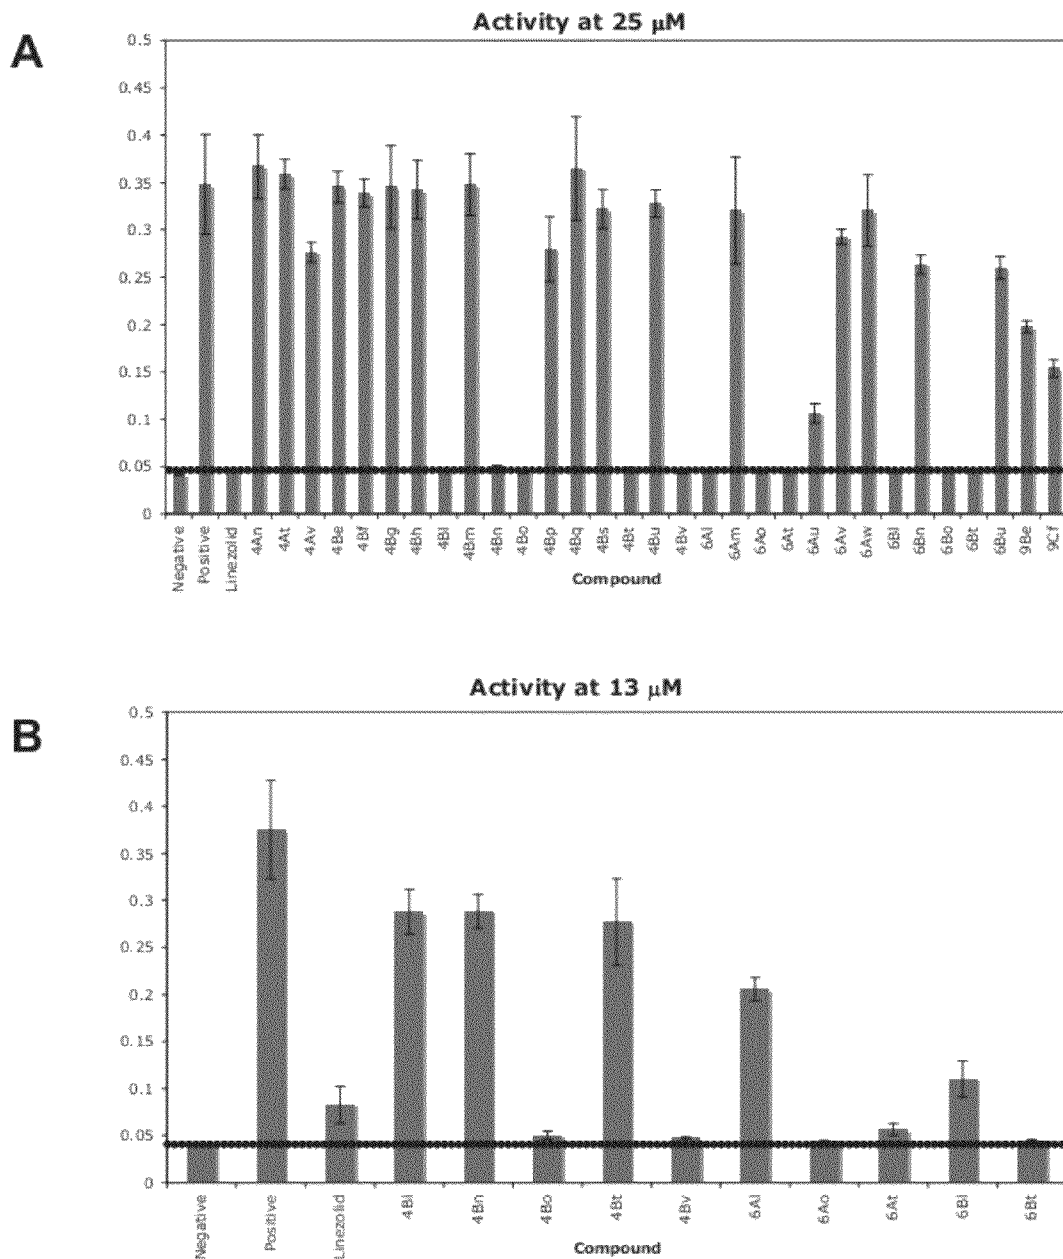 Activity at 25 μM
A
0.5
0.45
0.4
0.35
0.3
0.25
0.2
0.15
0.1
0.05
0
Negative
Positive
Linezolid
4An
4At
4Av
4Be
4Bf
4Bg
4Bh
4Bl
4Bm
4Bn
4Bo
4Bp
4Bq
4Bs
4Bt
4Bu
4Bv
6Al
6Am
6Ao
6At
6Au
6Av
6Aw
6Bl
6Bn
6Bo
6Bt
6Bu
9Be
9Cf
Compound
Activity at 13 μM
B
0.5
0.45
0.4
0.35
0.3
0.25
0.2
0.15
0.1
0.05
0
Negative
Positive
Linezolid
4Bl
4Bn
4Bo
4Bt
4Bv
6Al
6Ao
6At
6Bl
6Bt
Compound